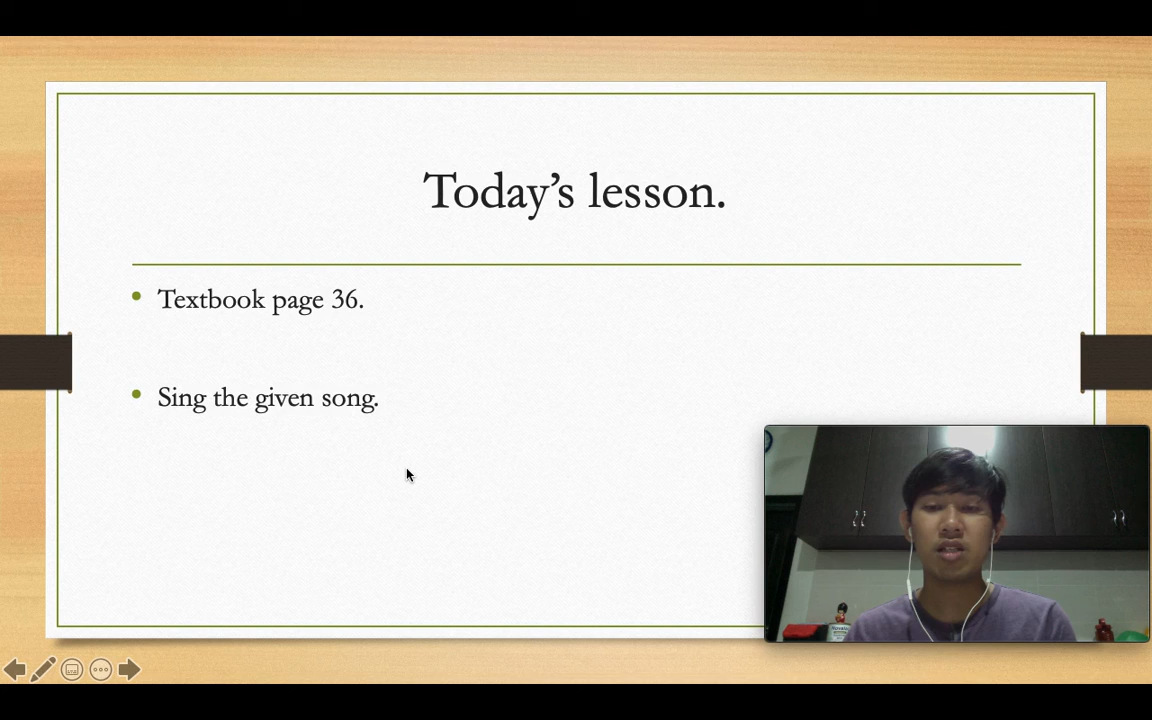 Today’s lesson.
Textbook page 36.
Sing the given song.